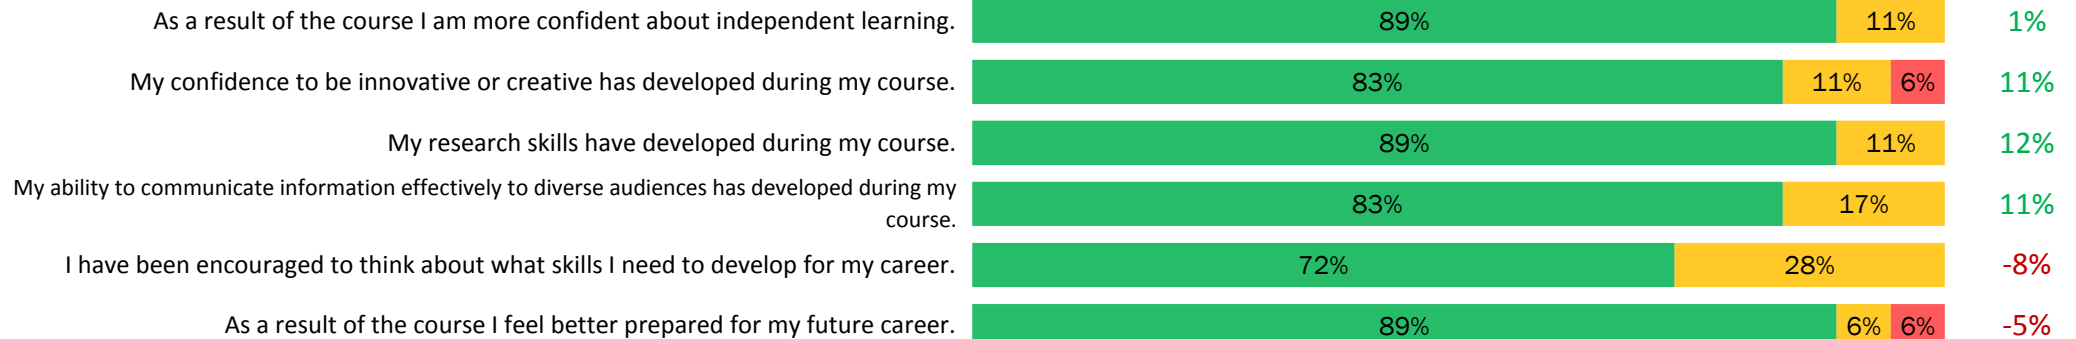 As a result of the course I am more confident about independent learning. 89% 11% 1%
My confidence to be innovative or creative has developed during my course. 83% 11% 6% 11%
My research skills have developed during my course. 89% 11% 12%
My ability to communicate information effectively to diverse audiences has developed during my
course. 83% 17% 11%
I have been encouraged to think about what skills I need to develop for my career. 72% 28% -8%
As a result of the course I feel better prepared for my future career. 89% 6% 6% -5%